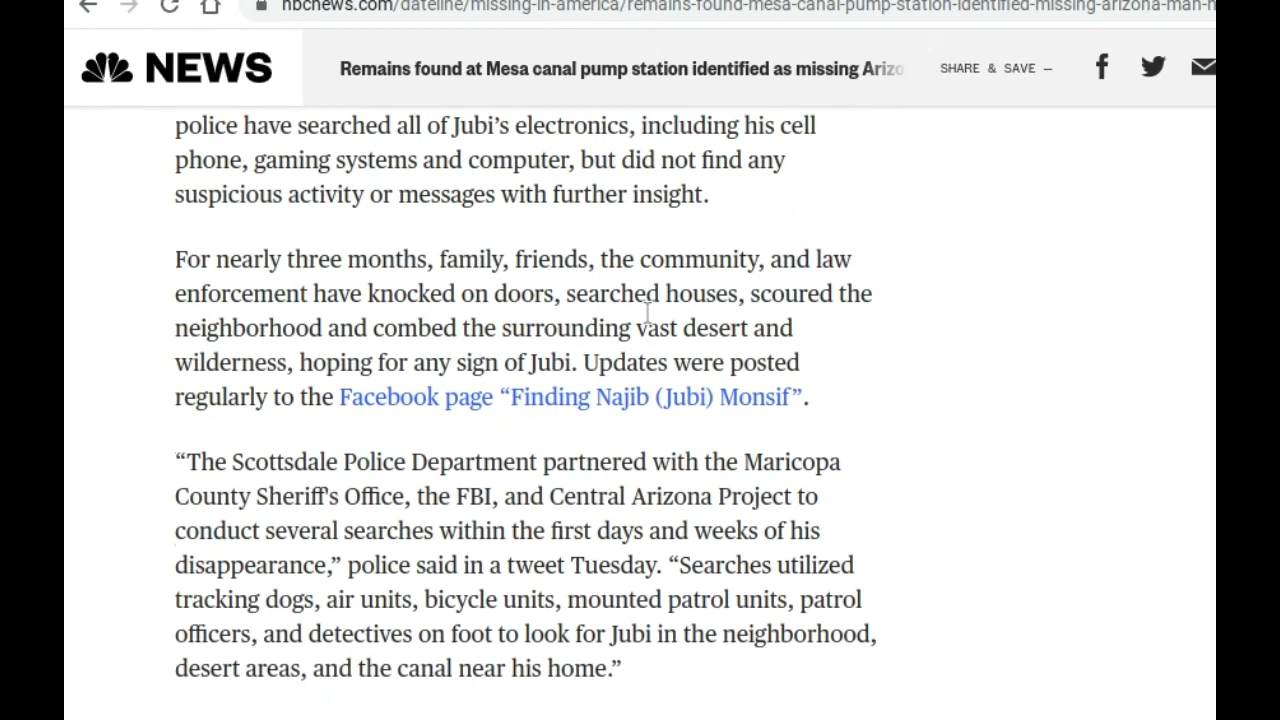 nbcnews.com/dateline/missing-in-america/remains-found-mesa-canal-pump-station-identified-missing-arizona-man-n
NEWS
Remains found at Mesa canal pump station identified as missing Arizo
SHARE & SAVE —
police have searched all of Jubi’s electronics, including his cell
phone, gaming systems and computer, but did not find any
suspicious activity or messages with further insight.
For nearly three months, family, friends, the community, and law
enforcement have knocked on doors, searched houses, scoured the
neighborhood and combed the surrounding vast desert and
wilderness, hoping for any sign of Jubi. Updates were posted
regularly to the Facebook page “Finding Najib (Jubi) Monsif”.
“The Scottsdale Police Department partnered with the Maricopa
County Sheriff’s Office, the FBI, and Central Arizona Project to
conduct several searches within the first days and weeks of his
disappearance,” police said in a tweet Tuesday. “Searches utilized
tracking dogs, air units, bicycle units, mounted patrol units, patrol
officers, and detectives on foot to look for Jubi in the neighborhood,
desert areas, and the canal near his home.”